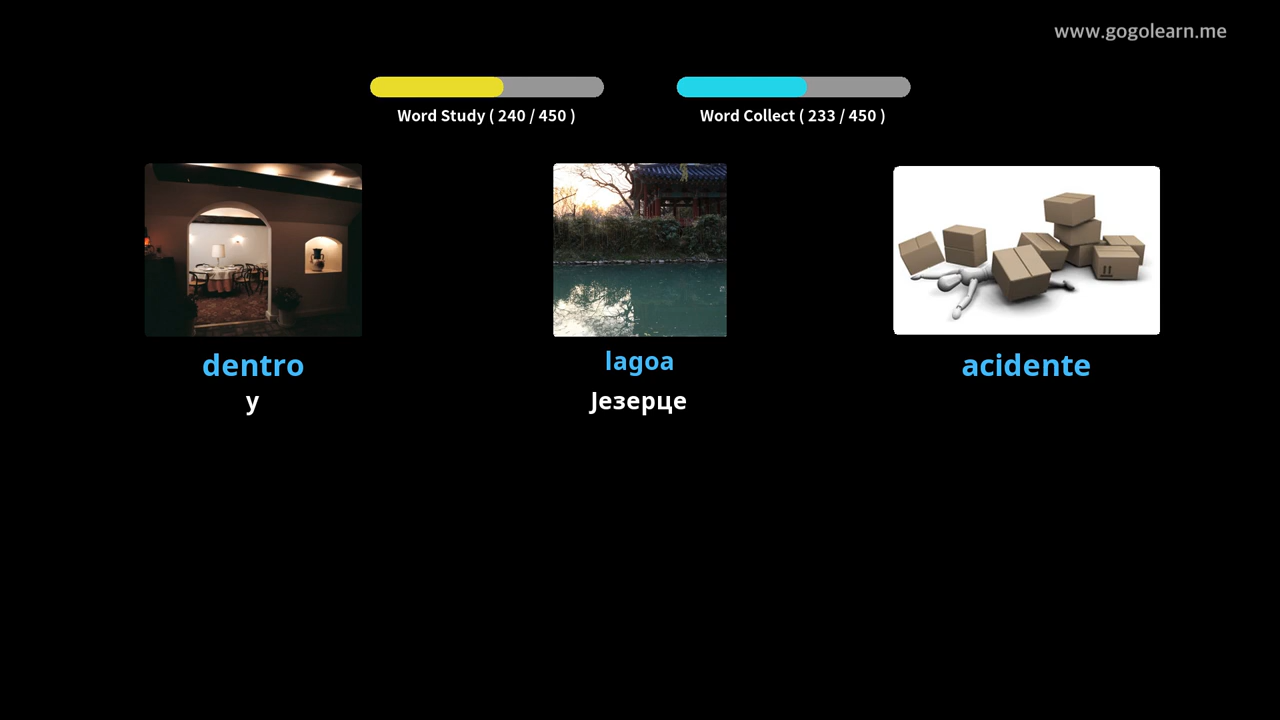 www.gogolearn.me
Word Study ( 240 / 450 )
Word Collect ( 233 / 450 )
dentro
у
lagoa
Језерце
acidente